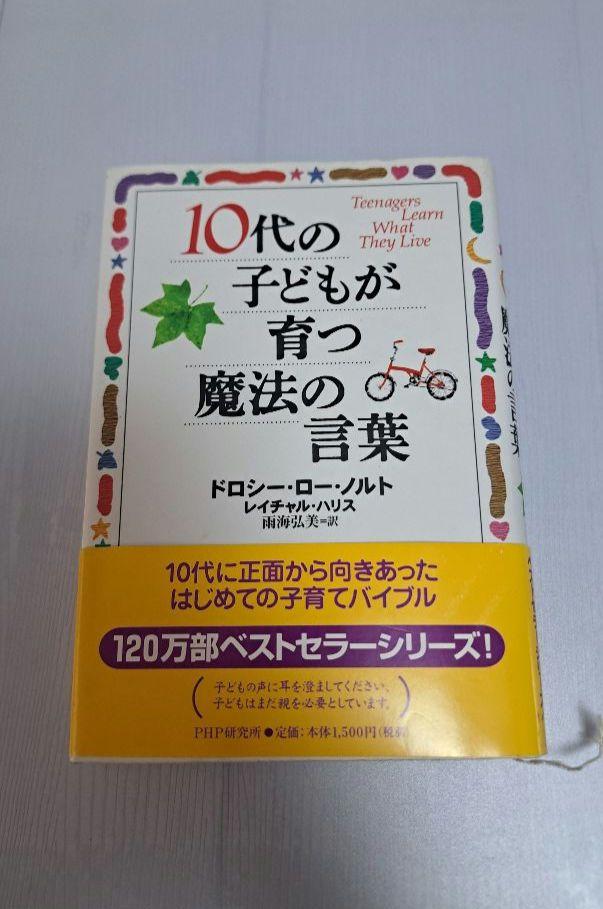 10代の
子どもが
育つ
魔法の
言葉
Teenagers
Learn
What
They Live
ドロシー・ロー・ノルト
レイチャル・ハリス
雨海弘美=訳
10代に正面から向きあった
はじめての子育てバイブル
120万部ベストセラーシリーズ!
子どもの声に耳を澄ましてください、
子どもはまだ親を必要としています。
PHP研究所●定価:本体1,500円(税別)